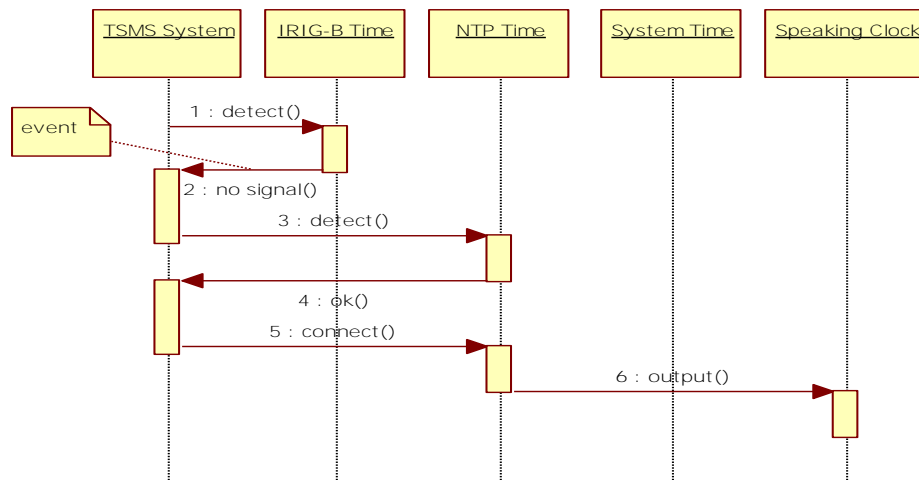 TSMS System
IRIG-B Time
NTP Time
System Time
Speaking Clock
event
1 : detect()
2 : no signal()
3 : detect()
4 : ok()
5 : connect()
6 : output()